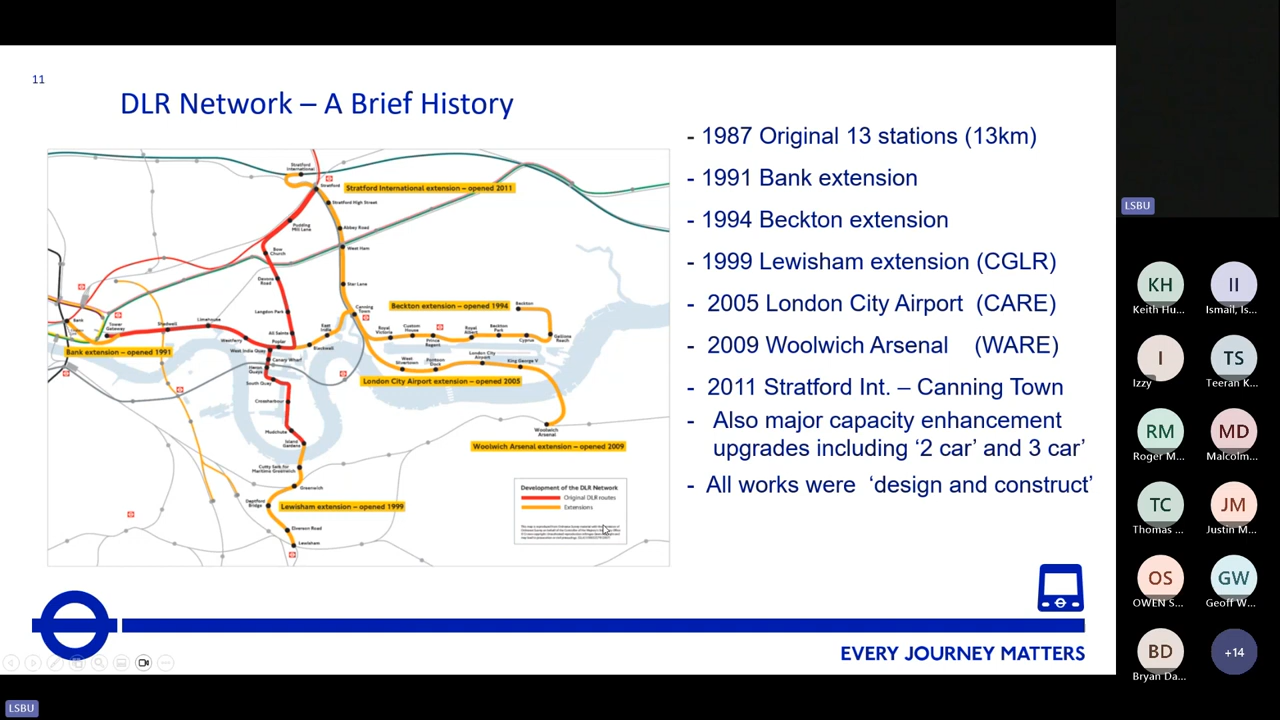 11
DLR Network – A Brief History
- 1987 Original 13 stations (13km)
- 1991 Bank extension
- 1994 Beckton extension
- 1999 Lewisham extension (CGLR)
- 2005 London City Airport (CARE)
- 2009 Woolwich Arsenal (WARE)
- 2011 Stratford Int. – Canning Town
- Also major capacity enhancement
upgrades including ‘2 car’ and 3 car’
- All works were ‘design and construct’
Stratford
International
Stratford
Stratford International extension – opened 2011
Stratford High Street
Pudding
Mill Lane
Abbey Road
Bow
Church
West Ham
Devons
Road
Star Lane
Langdon Park
Canning
Town
Beckton extension – opened 1994
Beckton
Bank
Tower
Gateway
Shadwell
Limehouse
Westferry
All Saints
Poplar
East
India
Blackwall
Royal
Victoria
Custom
House
Prince
Regent
Royal
Albert
Beckton
Park
Cyprus
Gallions
Reach
Bank extension – opened 1991
West India Quay
Canary Wharf
Heron
Quays
South Quay
West
Silvertown
Pontoon
Dock
London City
Airport
King George V
London City Airport extension – opened 2005
Crossharbour
Mudchute
Island
Gardens
Woolwich
Arsenal
Woolwich Arsenal extension – opened 2009
Cutty Sark for
Maritime Greenwich
Greenwich
Deptford
Bridge
Lewisham extension – opened 1999
Elverson Road
Lewisham
Development of the DLR Network
Original DLR routes
Extensions
EVERY JOURNEY MATTERS
LSBU
KH
Keith Hu...
II
Ismail, Is...
I
Izzy
TS
Teeran K...
RM
Roger M...
MD
Malcolm...
TC
Thomas ...
JM
Justin M...
OS
OWEN S...
GW
Geoff W...
BD
Bryan Da...
+14
LSBU